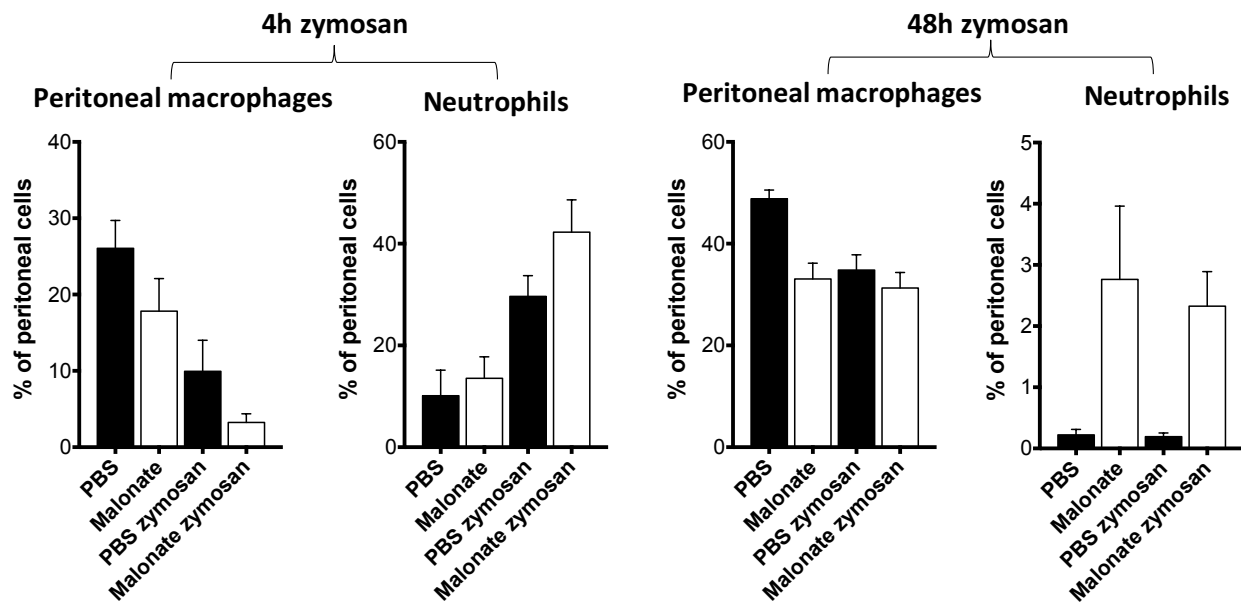 4h zymosan
Peritoneal macrophages
Neutrophils
% of peritoneal cells
40
30
20
10
0
PBS
Malonate
PBS zymosan
Malonate zymosan
% of peritoneal cells
60
40
20
0
PBS
Malonate
PBS zymosan
Malonate zymosan
48h zymosan
Peritoneal macrophages
Neutrophils
% of peritoneal cells
60
40
20
0
PBS
Malonate
PBS zymosan
Malonate zymosan
% of peritoneal cells
5
4
3
2
1
0
PBS
Malonate
PBS zymosan
Malonate zymosan